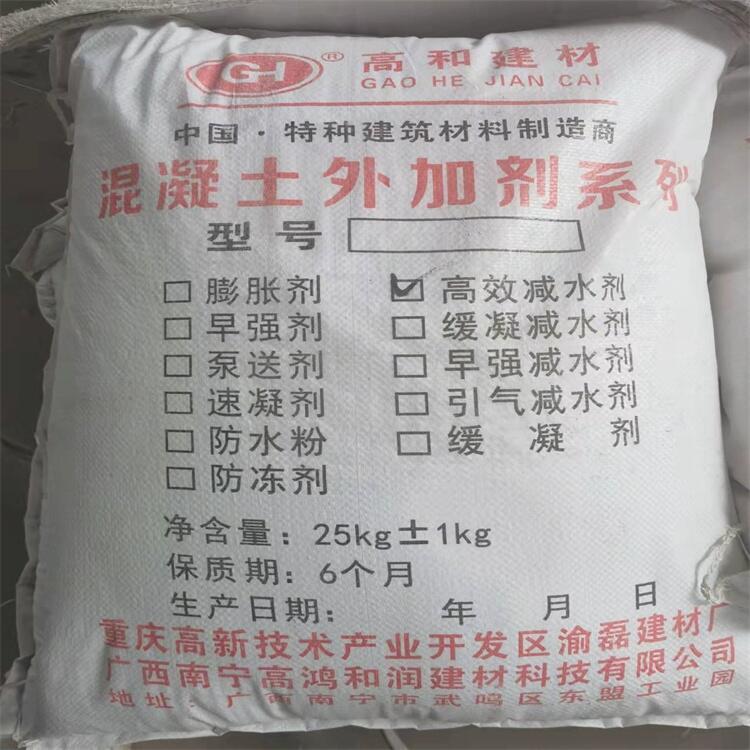 GH® 高和建材
GAO HE JIAN CAI
中国·特种建筑材料制造商
混凝土外加剂系列
型号
膨胀剂 高效减水剂
早强剂 缓凝减水剂
泵送剂 早强减水剂
速凝剂 引气减水剂
防水粉 缓凝剂
防冻剂
净含量:25kg±1kg
保质期:6个月
生产日期: 年 月 日
重庆高新技术产业开发区渝磊建材厂
广西南宁高鸿和润建材科技有限公司
地址:广西南宁市武鸣区东盟工业园